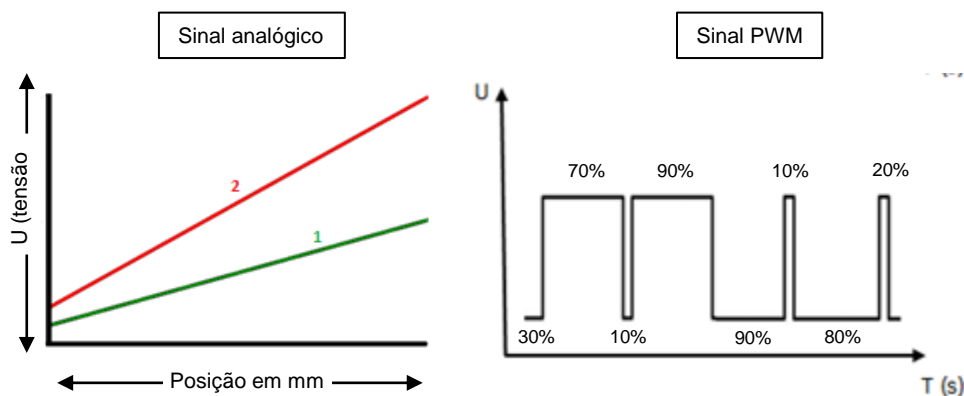 Sinal analógico
U (tensão
2
1
Posição em mm
Sinal PWM
U
70%
90%
10%
20%
30%
10%
90%
80%
T (s)